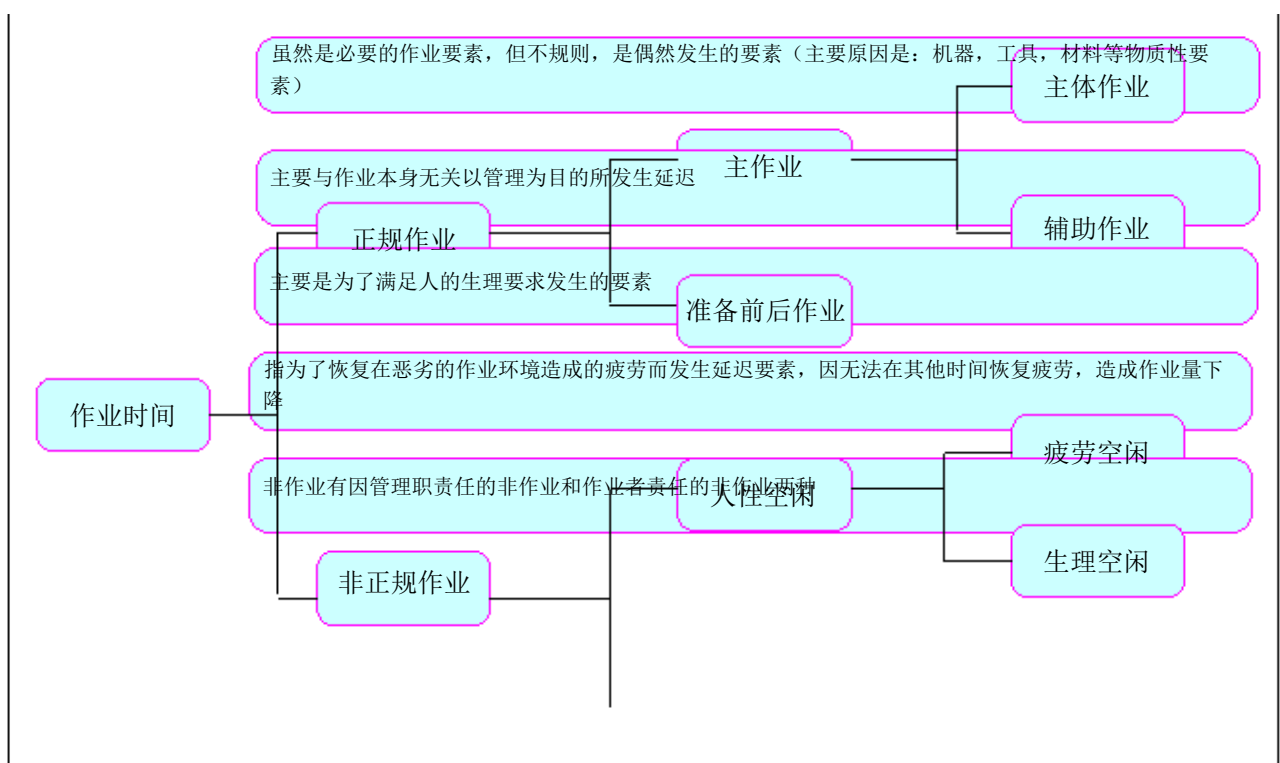 虽然是必要的作业要素，但不规则，是偶然发生的要素（主要原因是：机器，工具，材料等物质性要
素）
主体作业
主要与作业本身无关以管理为目的所发生延迟
主作业
正规作业
辅助作业
主要是为了满足人的生理要求发生的要素
准备前后作业
指为了恢复在恶劣的作业环境造成的疲劳而发生延迟要素，因无法在其他时间恢复疲劳，造成作业量下
降
作业时间
疲劳空闲
非作业有因管理职责任的非作业和作业者责任的非作业两种
人性空闲
生理空闲
非正规作业